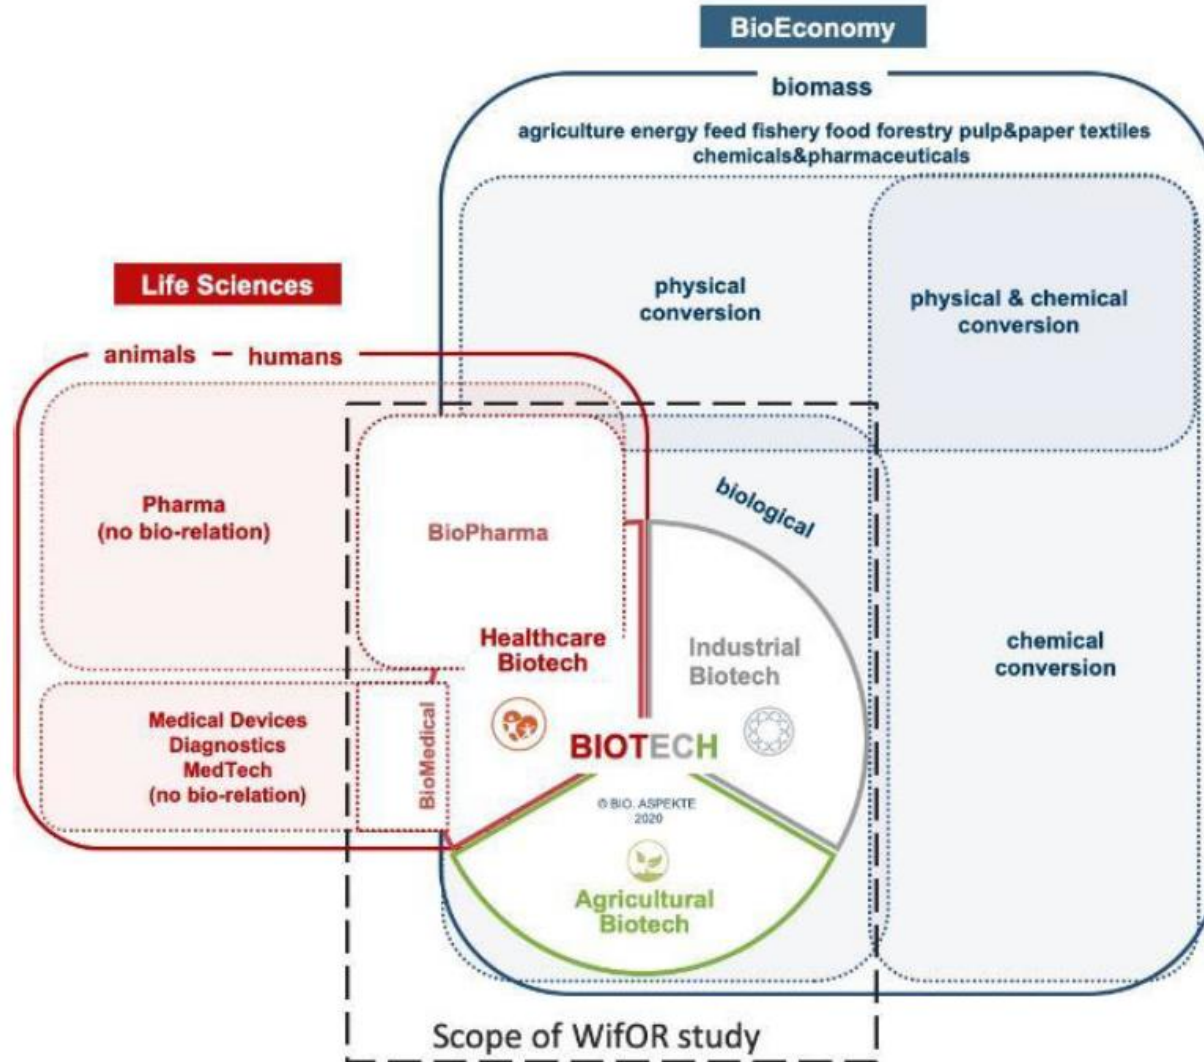 BioEconomy
biomass
agriculture energy feed fishery food forestry pulp&paper textiles
chemicals&pharmaceuticals
Life Sciences
physical
conversion
physical & chemical
conversion
animals – humans
Pharma
(no bio-relation)
BioPharma
biological
Healthcare
Biotech
Industrial
Biotech
chemical
conversion
Medical Devices
Diagnostics
MedTech
(no bio-relation)
BioMedical
BIOTECH
© BIO. ASPEKTE
2020
Agricultural
Biotech
Scope of WifOR study